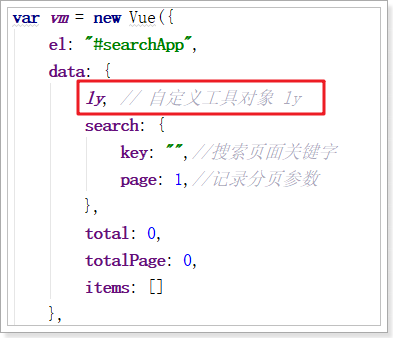 var vm = new Vue({
el: "#searchApp",
data: {
ly, // 自定义工具对象 ly
search: {
key: "",//搜索页面关键字
page: 1,//记录分页参数
},
total: 0,
totalPage: 0,
items: []
},